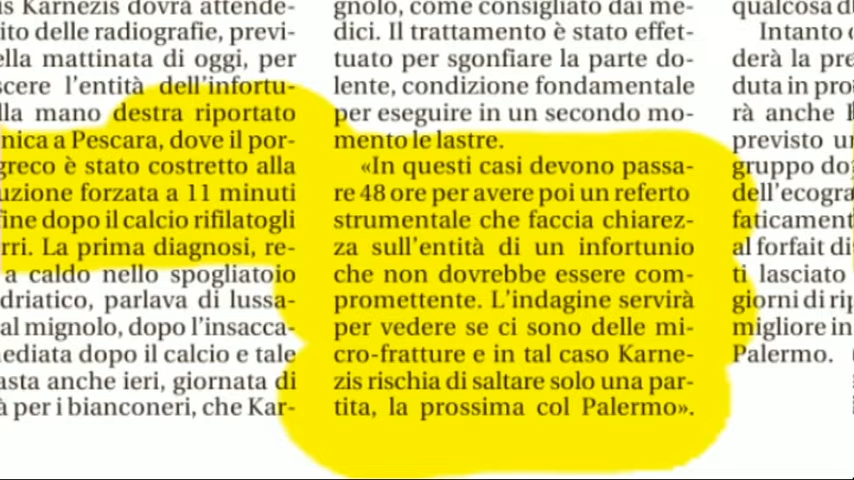 is Karnezis dovrà attende-
ito delle radiografie, previ-
ella mattinata di oggi, per
scere l'entità dell'infortu-
lla mano destra riportato
nica a Pescara, dove il por-
greco è stato costretto alla
uzione forzata a 11 minuti
fine dopo il calcio rifilatogli
rri. La prima diagnosi, re-
a caldo nello spogliatoio
driatico, parlava di lussa-
al mignolo, dopo l'insacca-
nediata dopo il calcio e tale
asta anche ieri, giornata di
à per i bianconeri, che Kar-
gnolo, come consigliato dai me-
dici. Il trattamento è stato effet-
tuato per sgonfiare la parte do-
lente, condizione fondamentale
per eseguire in un secondo mo-
mento le lastre.
«In questi casi devono passa-
re 48 ore per avere poi un referto
strumentale che faccia chiarez-
za sull'entità di un infortunio
che non dovrebbe essere com-
promettente. L'indagine servirà
per vedere se ci sono delle mi-
cro-fratture e in tal caso Karne-
zis rischia di saltare solo una par-
tita, la prossima col Palermo».
qualcosa d
Intanto
derà la pre
duta in pro
rà anche
previsto
gruppo do
dell'ecogra
faticament
al forfait di
ti lasciato
giorni di rip
migliore in
Palermo.